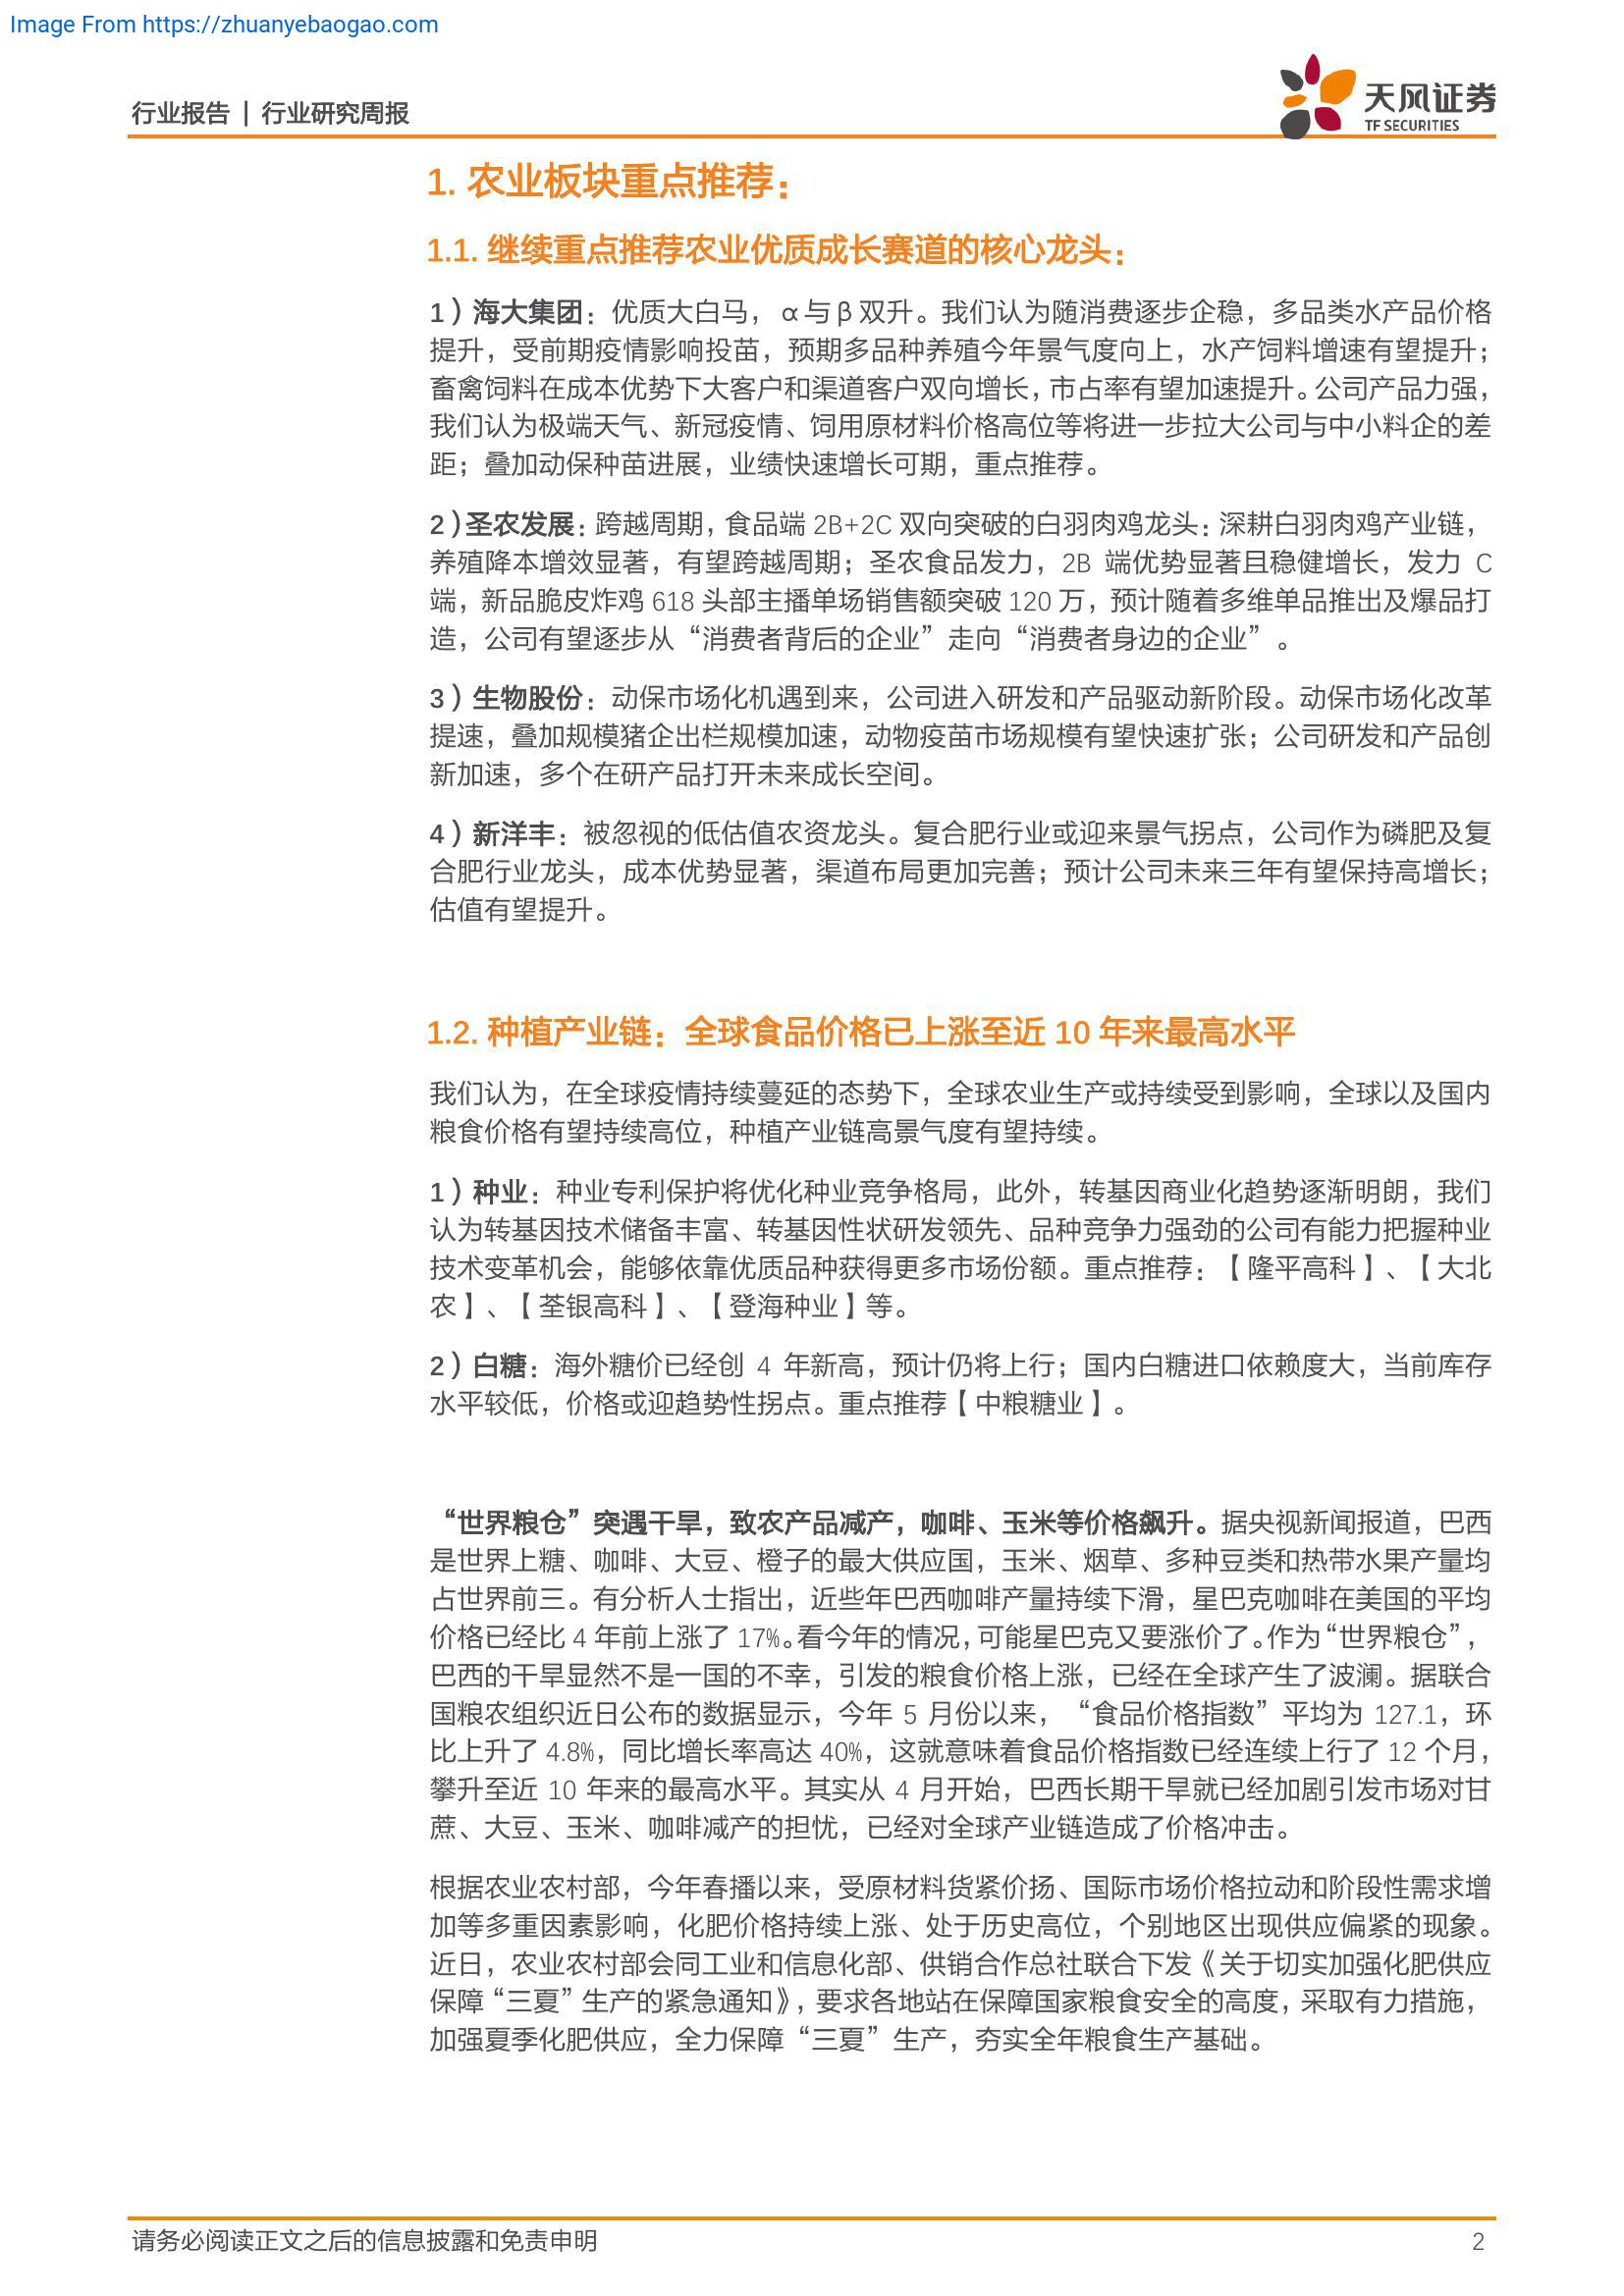 Image From https://zhuanyebaogao.com
行业报告 | 行业研究周报
天风证券
TF SECURITIES
1. 农业板块重点推荐：
1.1. 继续重点推荐农业优质成长赛道的核心龙头：
1）海大集团：优质大白马，α与β双升。我们认为随消费逐步企稳，多品类水产品价格
提升，受前期疫情影响投苗，预期多品种养殖今年景气度向上，水产饲料增速有望提升；
畜禽饲料在成本优势下大客户和渠道客户双向增长，市占率有望加速提升。公司产品力强，
我们认为极端天气、新冠疫情、饲用原材料价格高位等将进一步拉大公司与中小料企的差
距；叠加动保种苗进展，业绩快速增长可期，重点推荐。
2）圣农发展：跨越周期，食品端 2B+2C 双向突破的白羽肉鸡龙头：深耕白羽肉鸡产业链，
养殖降本增效显著，有望跨越周期；圣农食品发力，2B 端优势显著且稳健增长，发力 C
端，新品脆皮炸鸡 618 头部主播单场销售额突破 120 万，预计随着多维单品推出及爆品打
造，公司有望逐步从“消费者背后的企业”走向“消费者身边的企业”。
3）生物股份：动保市场化机遇到来，公司进入研发和产品驱动新阶段。动保市场化改革
提速，叠加规模猪企出栏规模加速，动物疫苗市场规模有望快速扩张；公司研发和产品创
新加速，多个在研产品打开未来成长空间。
4）新洋丰：被忽视的低估值农资龙头。复合肥行业或迎来景气拐点，公司作为磷肥及复
合肥行业龙头，成本优势显著，渠道布局更加完善；预计公司未来三年有望保持高增长；
估值有望提升。
1.2. 种植产业链：全球食品价格已上涨至近 10 年来最高水平
我们认为，在全球疫情持续蔓延的态势下，全球农业生产或持续受到影响，全球以及国内
粮食价格有望持续高位，种植产业链高景气度有望持续。
1）种业：种业专利保护将优化种业竞争格局，此外，转基因商业化趋势逐渐明朗，我们
认为转基因技术储备丰富、转基因性状研发领先、品种竞争力强劲的公司有能力把握种业
技术变革机会，能够依靠优质品种获得更多市场份额。重点推荐：【隆平高科】、【大北
农】、【荃银高科】、【登海种业】等。
2）白糖：海外糖价已经创 4 年新高，预计仍将上行；国内白糖进口依赖度大，当前库存
水平较低，价格或迎趋势性拐点。重点推荐【中粮糖业】。
“世界粮仓”突遇干旱，致农产品减产，咖啡、玉米等价格飙升。据央视新闻报道，巴西
是世界上糖、咖啡、大豆、橙子的最大供应国，玉米、烟草、多种豆类和热带水果产量均
占世界前三。有分析人士指出，近些年巴西咖啡产量持续下滑，星巴克咖啡在美国的平均
价格已经比 4 年前上涨了 17%。看今年的情况，可能星巴克又要涨价了。作为“世界粮仓”，
巴西的干旱显然不是一国的不幸，引发的粮食价格上涨，已经在全球产生了波澜。据联合
国粮农组织近日公布的数据显示，今年 5 月份以来，“食品价格指数”平均为 127.1，环
比上升了 4.8%，同比增长率高达 40%，这就意味着食品价格指数已经连续上行了 12 个月，
攀升至近 10 年来的最高水平。其实从 4 月开始，巴西长期干旱就已经加剧引发市场对甘
蔗、大豆、玉米、咖啡减产的担忧，已经对全球产业链造成了价格冲击。
根据农业农村部，今年春播以来，受原材料货紧价扬、国际市场价格拉动和阶段性需求增
加等多重因素影响，化肥价格持续上涨、处于历史高位，个别地区出现供应偏紧的现象。
近日，农业农村部会同工业和信息化部、供销合作总社联合下发《关于切实加强化肥供应
保障“三夏”生产的紧急通知》，要求各地站在保障国家粮食安全的高度，采取有力措施，
加强夏季化肥供应，全力保障“三夏”生产，夯实全年粮食生产基础。
请务必阅读正文之后的信息披露和免责申明
2